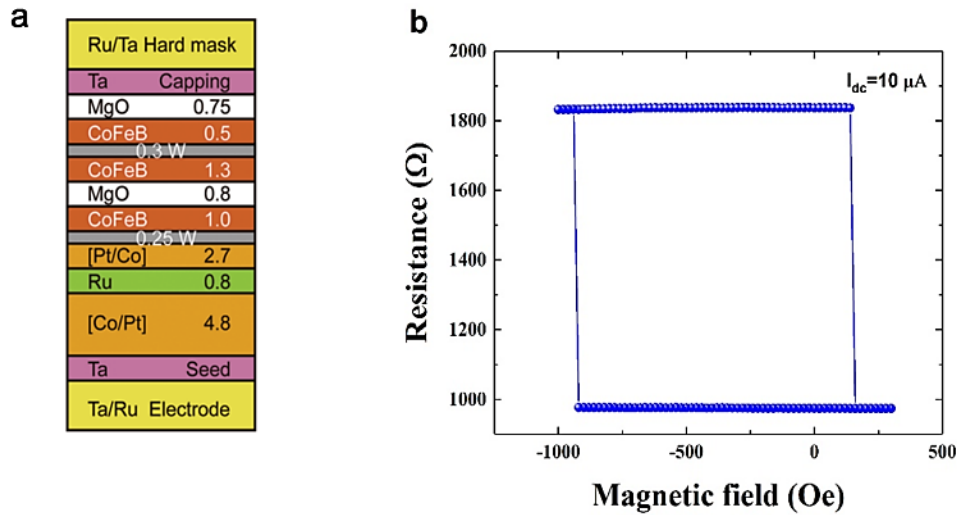 a
Ru/Ta Hard mask
Ta Capping
MgO 0.75
CoFeB 0.5
0.3 W
CoFeB 1.3
MgO 0.8
CoFeB 1.0
0.25 W
[Pt/Co] 2.7
Ru 0.8
[Co/Pt] 4.8
Ta Seed
Ta/Ru Electrode
b
Resistance (Ω)
2000
1800
1600
1400
1200
1000
I_dc=10 μA
-1000 -500 0 500
Magnetic field (Oe)